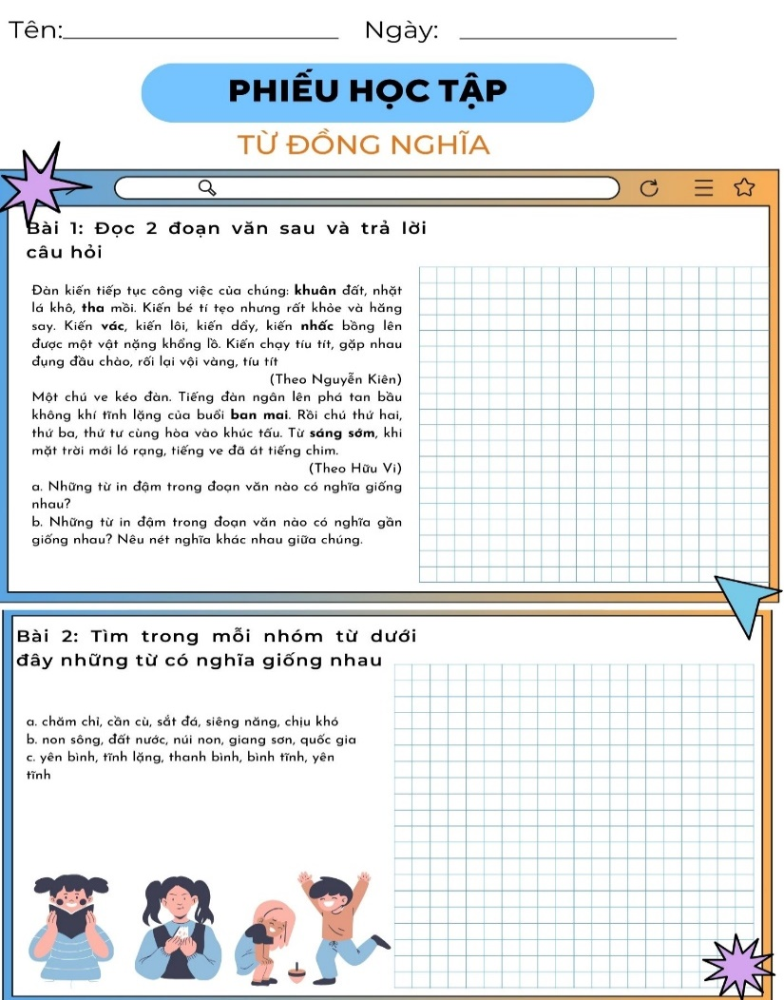 Tên:
Ngày:
PHIẾU HỌC TẬP
TỪ ĐỒNG NGHĨA
Bài 1: Đọc 2 đoạn văn sau và trả lời
câu hỏi
Đàn kiến tiếp tục công việc của chúng: khuân đất, nhặt
lá khô, tha mồi. Kiến bé tí tẹo nhưng rất khỏe và hăng
say. Kiến vác, kiến lôi, kiến đẩy, kiến nhấc bổng lên
được một vật nặng khổng lồ. Kiến chạy tíu tít, gặp nhau
đụng đầu chào, rối lại vội vàng, tíu tít
(Theo Nguyễn Kiên)
Một chú ve kéo đàn. Tiếng đàn ngân lên phá tan bầu
không khí tĩnh lặng của buổi ban mai. Rồi chú thứ hai,
thứ ba, thứ tư cùng hòa vào khúc tấu. Từ sáng sớm, khi
mặt trời mới ló rạng, tiếng ve đã át tiếng chim.
(Theo Hữu Vi)
a. Những từ in đậm trong đoạn văn nào có nghĩa giống
nhau?
b. Những từ in đậm trong đoạn văn nào có nghĩa gần
giống nhau? Nêu nét nghĩa khác nhau giữa chúng.
Bài 2: Tìm trong mỗi nhóm từ dưới
đây những từ có nghĩa giống nhau
a. chăm chỉ, cần cù, sắt đá, siêng năng, chịu khó
b. non sông, đất nước, núi non, giang sơn, quốc gia
c. yên bình, tĩnh lặng, thanh bình, bình tĩnh, yên
tĩnh